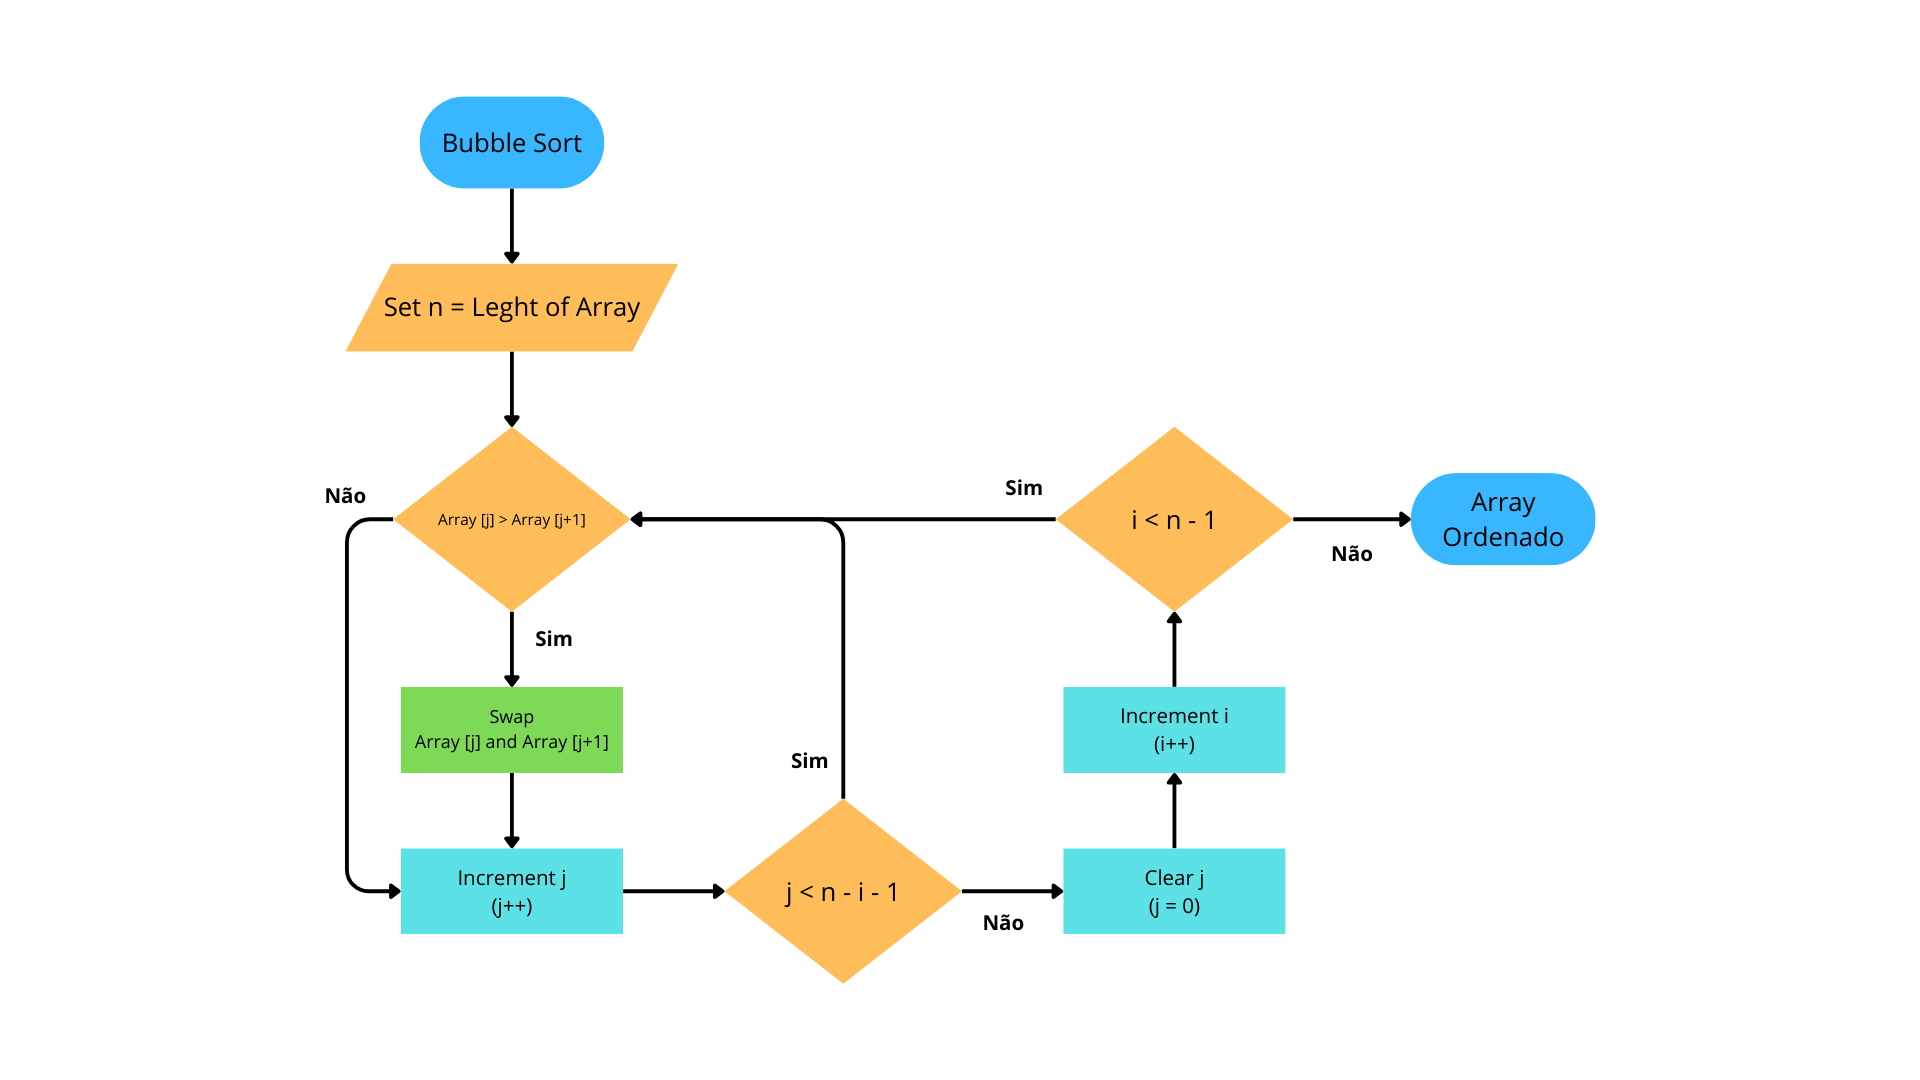 Bubble Sort
Set n = Leght of Array
Não
Array [j] > Array [j+1]
Sim
i < n - 1
Não
Array
Ordenado
Sim
Swap
Array [j] and Array [j+1]
Sim
Increment i
(i++)
Increment j
(j++)
j < n - i - 1
Não
Clear j
(j = 0)